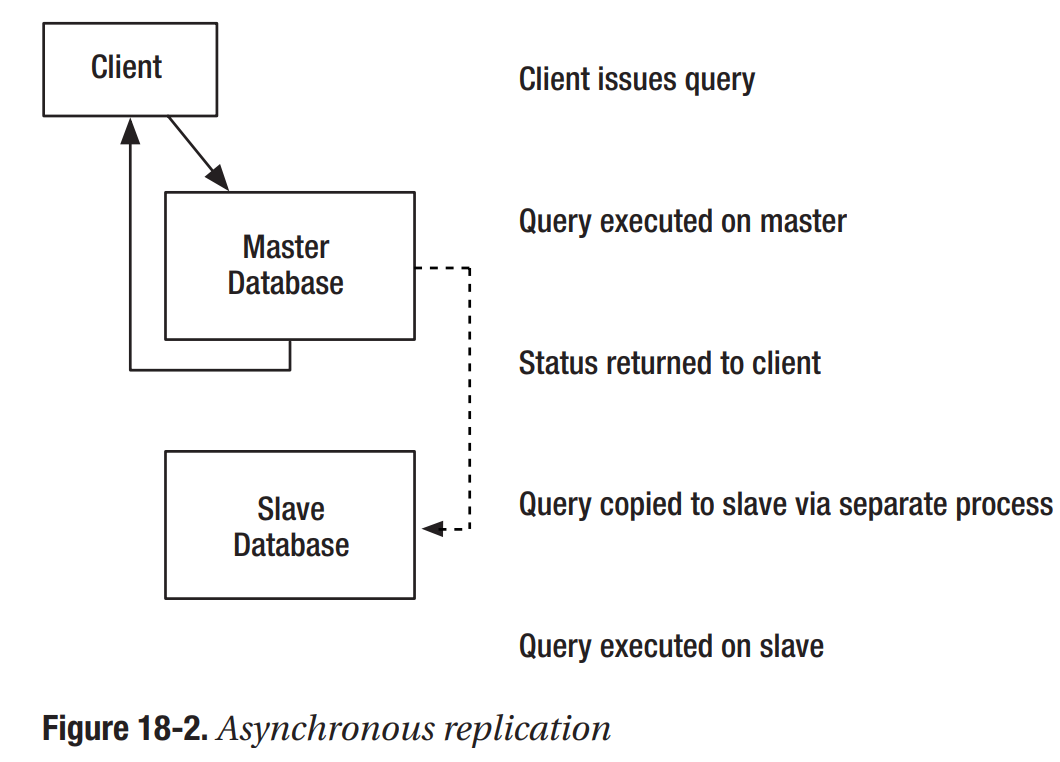 Client
Client issues query
Query executed on master
Master
Database
Status returned to client
Query copied to slave via separate process
Slave
Database
Query executed on slave
Figure 18-2. Asynchronous replication